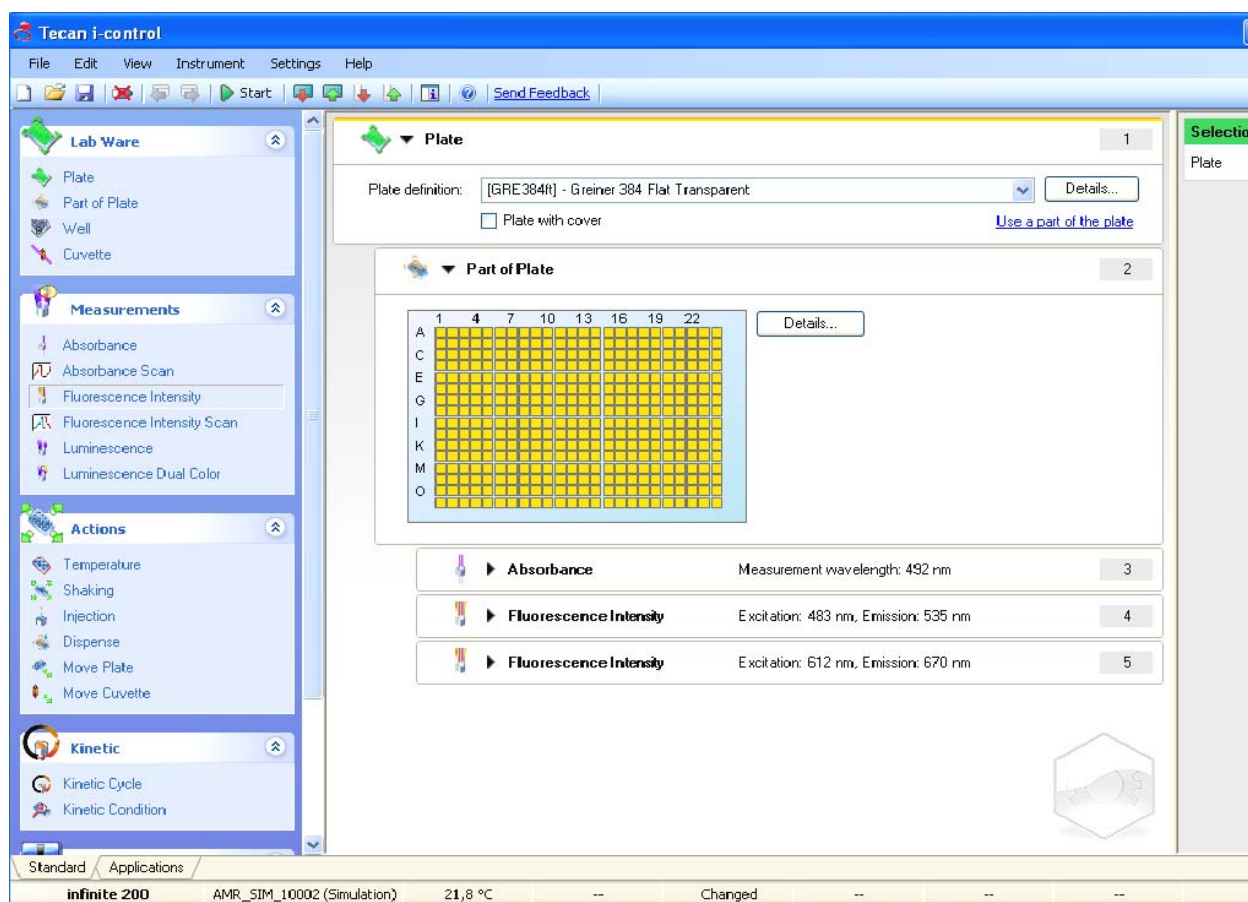 Tecan i-control
File Edit View Instrument Settings Help
Start Send Feedback
Lab Ware
Plate
Part of Plate
Well
Cuvette
Measurements
Absorbance
Absorbance Scan
Fluorescence Intensity
Fluorescence Intensity Scan
Luminescence
Luminescence Dual Color
Actions
Temperature
Shaking
Injection
Dispense
Move Plate
Move Cuvette
Kinetic
Kinetic Cycle
Kinetic Condition
Plate 1
Plate definition: [GRE384ft] - Greiner 384 Flat Transparent Details...
Plate with cover Use a part of the plate
Part of Plate 2
1 4 7 10 13 16 19 22
Details...
A
C
E
G
I
K
M
O
Absorbance Measurement wavelength: 492 nm 3
Fluorescence Intensity Excitation: 483 nm, Emission: 535 nm 4
Fluorescence Intensity Excitation: 612 nm, Emission: 670 nm 5
Selectio
Plate
Standard Applications
infinite 200 AMR_SIM_10002 (Simulation) 21,8 °C -- Changed -- -- --